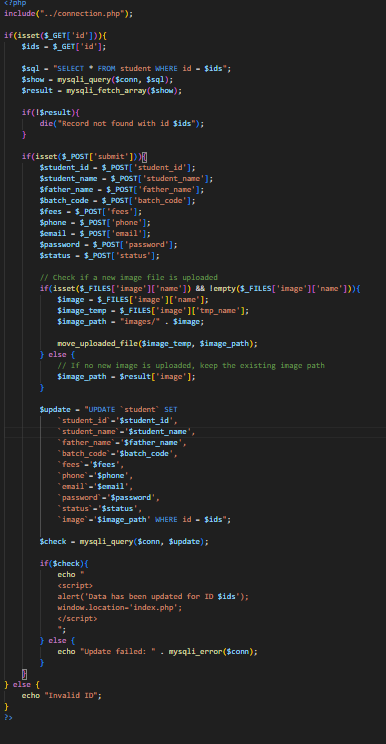 <?php
include("../connection.php");

if(isset($_GET['id'])){
    $ids = $_GET['id'];

    $sql = "SELECT * FROM student WHERE id = $ids";
    $show = mysqli_query($conn, $sql);
    $result = mysqli_fetch_array($show);

    if(!$result){
        die("Record not found with id $ids");
    }

    if(isset($_POST['submit'])){
        $student_id = $_POST['student_id'];
        $student_name = $_POST['student_name'];
        $father_name = $_POST['father_name'];
        $batch_code = $_POST['batch_code'];
        $fees = $_POST['fees'];
        $phone = $_POST['phone'];
        $email = $_POST['email'];
        $password = $_POST['password'];
        $status = $_POST['status'];

        // Check if a new image file is uploaded
        if(isset($_FILES['image']['name']) && !empty($_FILES['image']['name'])){
            $image = $_FILES['image']['name'];
            $image_temp = $_FILES['image']['tmp_name'];
            $image_path = "images/" . $image;

            move_uploaded_file($image_temp, $image_path);
        } else {
            // If no new image is uploaded, keep the existing image path
            $image_path = $result['image'];
        }

        $update = "UPDATE `student` SET
            `student_id`='$student_id',
            `student_name`='$student_name',
            `father_name`='$father_name',
            `batch_code`='$batch_code',
            `fees`='$fees',
            `phone`='$phone',
            `email`='$email',
            `password`='$password',
            `status`='$status',
            `image`='$image_path' WHERE id = $ids";

        $check = mysqli_query($conn, $update);

        if($check){
            echo "
            <script>
            alert('Data has been updated for ID $ids');
            window.location='index.php';
            </script>
            ";
        } else {
            echo "Update failed: " . mysqli_error($conn);
        }
    }
} else {
    echo "Invalid ID";
}
?>